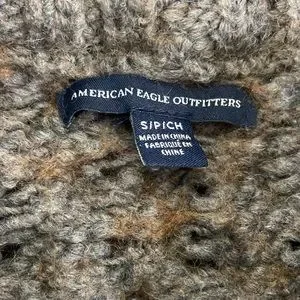 AMERICAN EAGLE OUTFITTERS
S/P/CH
MADE IN CHINA
FABRIQUÉ EN
CHINE